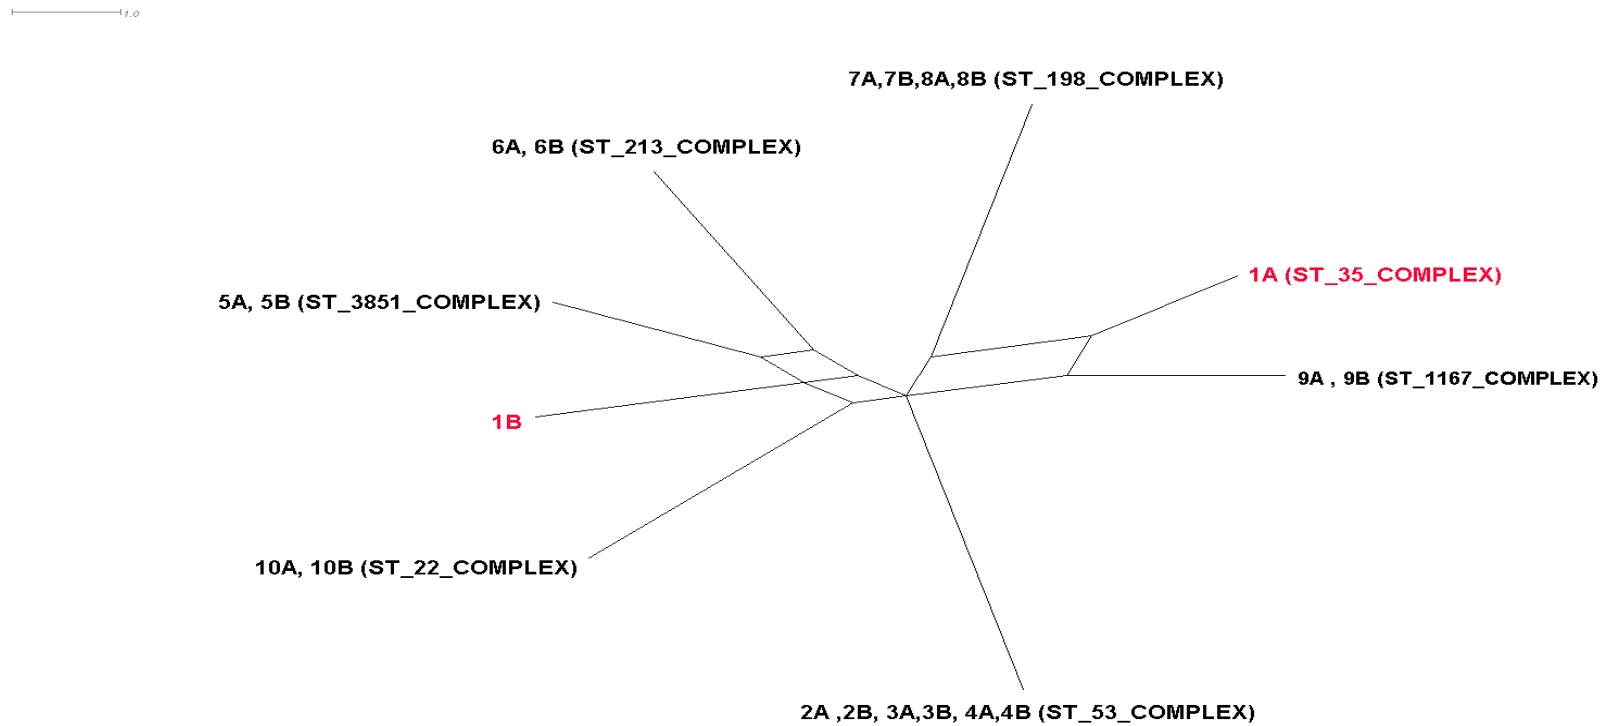 1.0
7A,7B,8A,8B (ST_198_COMPLEX)
6A, 6B (ST_213_COMPLEX)
1A (ST_35_COMPLEX)
5A, 5B (ST_3851_COMPLEX)
9A , 9B (ST_1167_COMPLEX)
1B
10A, 10B (ST_22_COMPLEX)
2A ,2B, 3A,3B, 4A,4B (ST_53_COMPLEX)